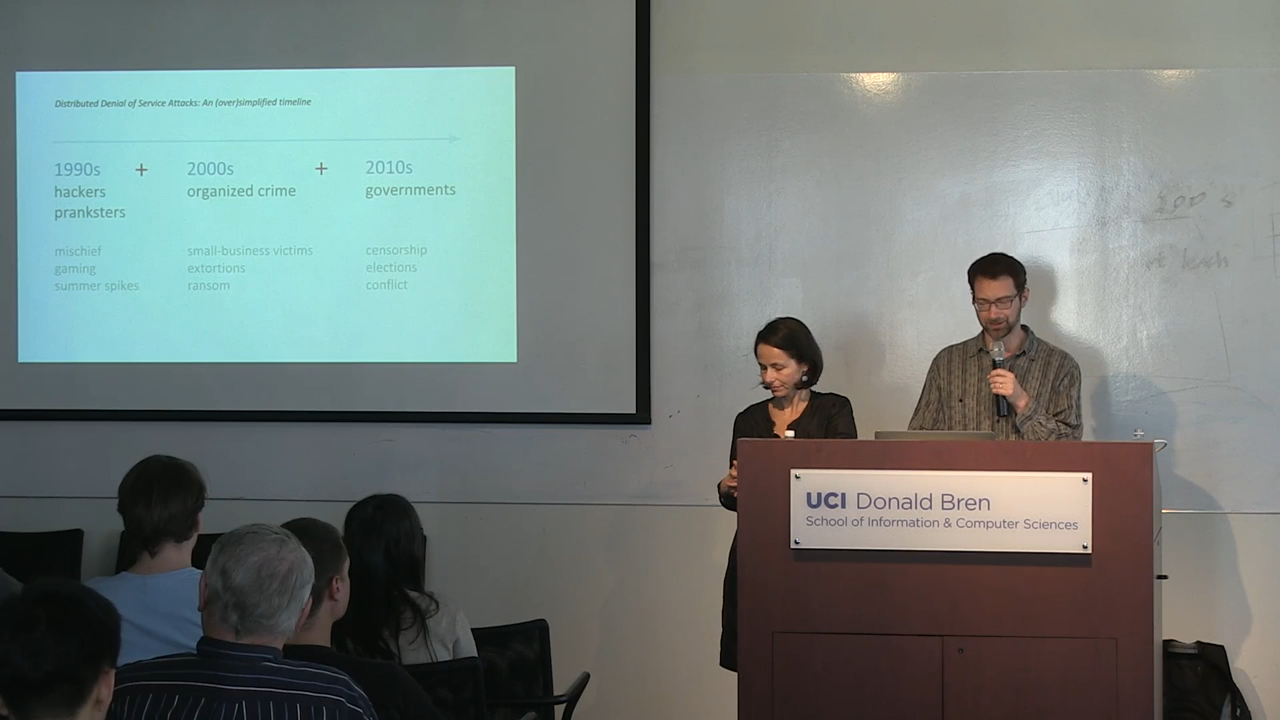 Distributed Denial of Service Attacks: An (over)simplified timeline
1990s + 2000s + 2010s
hackers organized crime governments
pranksters
mischief small-business victims censorship
gaming extortions elections
summer spikes ransom conflict
UCI Donald Bren
School of Information & Computer Sciences